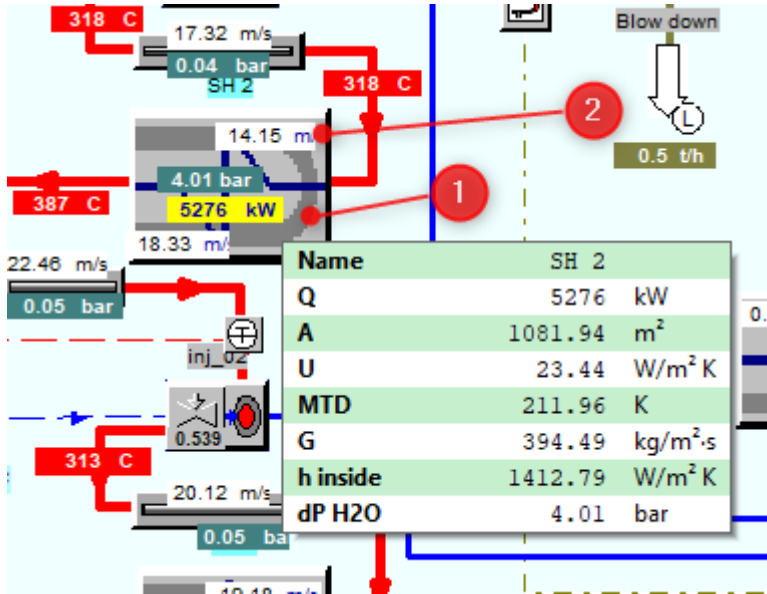 318 C
17.32 m/s
0.04 bar
SH 2
318 C
Blow down
L
0.5 t/h
2
14.15 m/
4.01 bar
1
387 C
5276 kW
18.33 m/
22.46 m/s
0.05 bar
T
inj_02
0.539
313 C
20.12 m/s
0.05 ba
Name SH 2
Q 5276 kW
A 1081.94 m²
U 23.44 W/m² K
MTD 211.96 K
G 394.49 kg/m²·s
h inside 1412.79 W/m² K
dP H2O 4.01 bar
0.